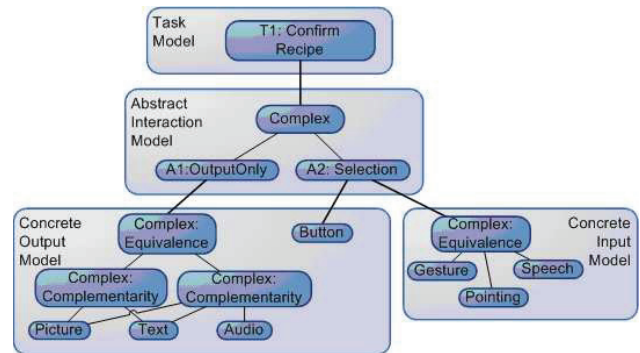 Task
Model
T1: Confirm
Recipe
Abstract
Interaction
Model
Complex
A1:OutputOnly
A2: Selection
Concrete
Output
Model
Complex:
Equivalence
Button
Complex:
Complementarity
Complex:
Complementarity
Picture
Text
Audio
Complex:
Equivalence
Concrete
Input
Model
Gesture
Speech
Pointing